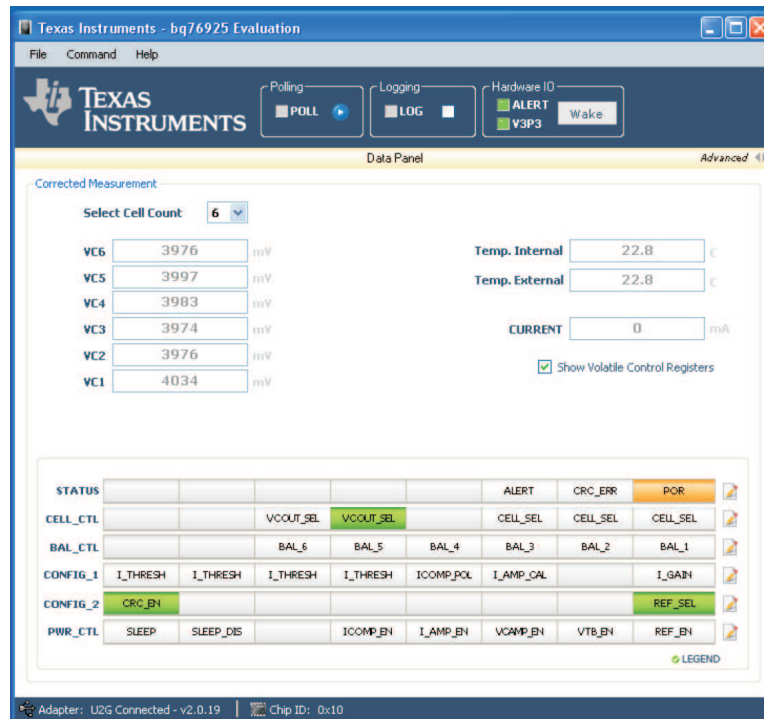 Texas Instruments - bq76925 Evaluation
File Command Help
TEXAS INSTRUMENTS
Polling
POLL
Logging
LOG
Hardware IO
ALERT
V3P3
Wake
Data Panel
Advanced
Corrected Measurement
Select Cell Count 6
VC6 3976 mV
VC5 3997 mV
VC4 3983 mV
VC3 3974 mV
VC2 3976 mV
VC1 4034 mV
Temp. Internal 22.8 C
Temp. External 22.8 C
CURRENT 0 mA
Show Volatile Control Registers
STATUS ALERT CRC_ERR POR
CELL_CTL VCOUT_SEL VCOUT_SEL CELL_SEL CELL_SEL CELL_SEL
BAL_CTL BAL_6 BAL_5 BAL_4 BAL_3 BAL_2 BAL_1
CONFIG_1 I_THRESH I_THRESH I_THRESH I_THRESH ICOMP_POL I_AMP_CAL I_GAIN
CONFIG_2 CRC_EN REF_SEL
PWR_CTL SLEEP SLEEP_DIS ICOMP_EN I_AMP_EN VCAMP_EN VTB_EN REF_EN
LEGEND
Adapter: U2G Connected - v2.0.19 Chip ID: 0x10